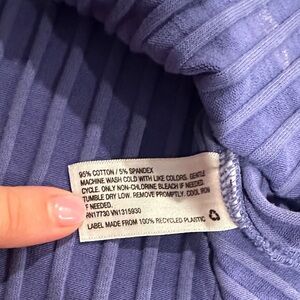 95% COTTON / 5% SPANDEX
MACHINE WASH COLD WITH LIKE COLORS. GENTLE
CYCLE. ONLY NON-CHLORINE BLEACH IF NEEDED.
TUMBLE DRY LOW. REMOVE PROMPTLY. COOL IRON
IF NEEDED.
RN17730 VN1315930
LABEL MADE FROM 100% RECYCLED PLASTIC